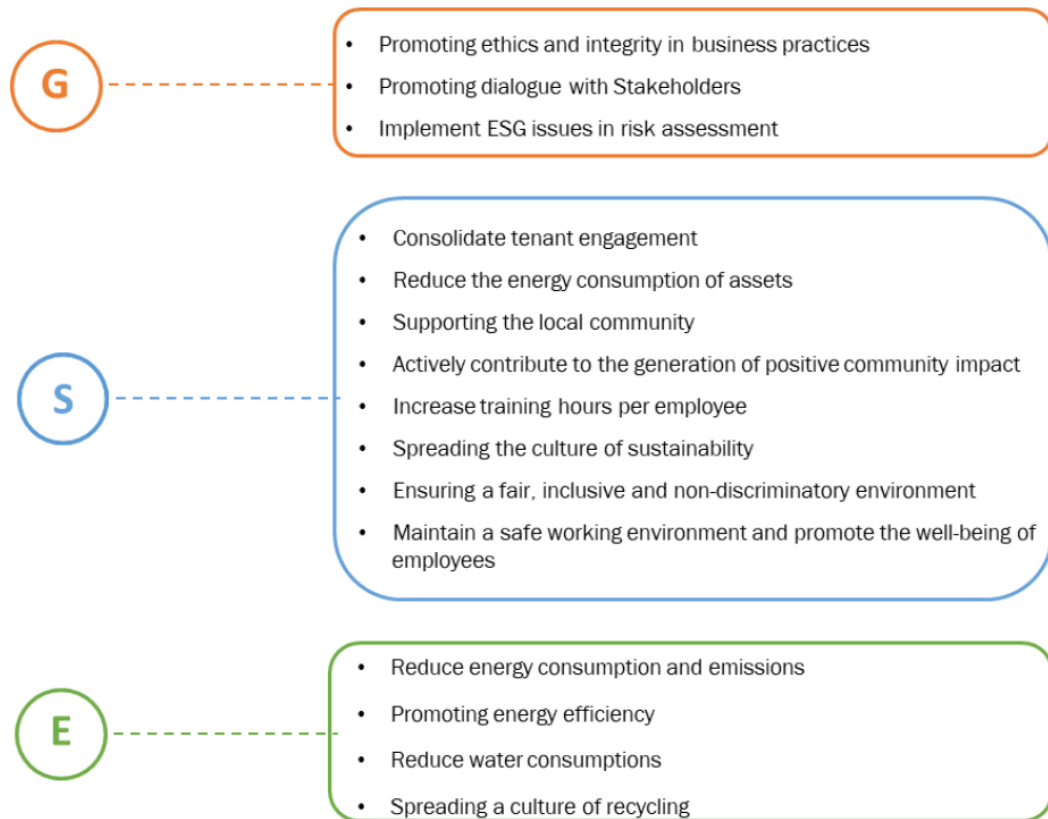 G
• Promoting ethics and integrity in business practices
• Promoting dialogue with Stakeholders
• Implement ESG issues in risk assessment
S
• Consolidate tenant engagement
• Reduce the energy consumption of assets
• Supporting the local community
• Actively contribute to the generation of positive community impact
• Increase training hours per employee
• Spreading the culture of sustainability
• Ensuring a fair, inclusive and non-discriminatory environment
• Maintain a safe working environment and promote the well-being of
employees
E
• Reduce energy consumption and emissions
• Promoting energy efficiency
• Reduce water consumptions
• Spreading a culture of recycling